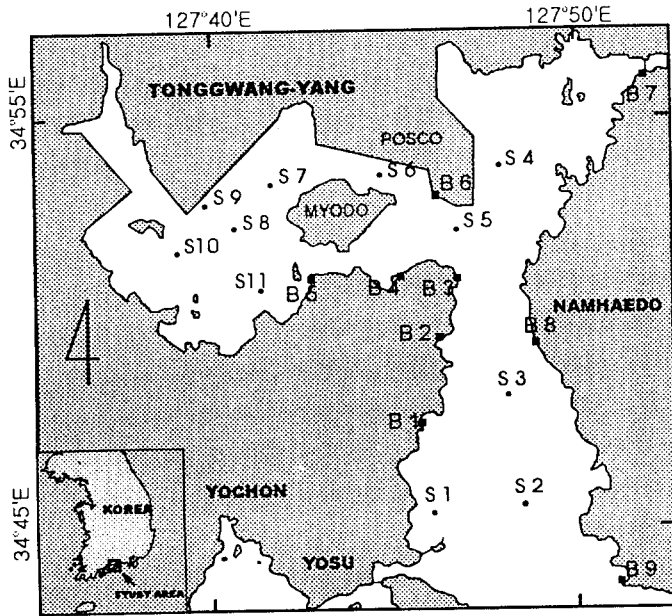 127°40'E
127°50'E
34°55'E
TONGGWANG-YANG
B 7
POSCO
S 4
S 6
S 7
B 6
S 9
MYODO
S 8
S 5
S10
S11
B 5
B 4
B 3
NAMHAEDO
B 2
B 8
S 3
B 1
YOCHON
S 1
S 2
34°45'E
KOREA
YOSU
STUSY AREA
B 9